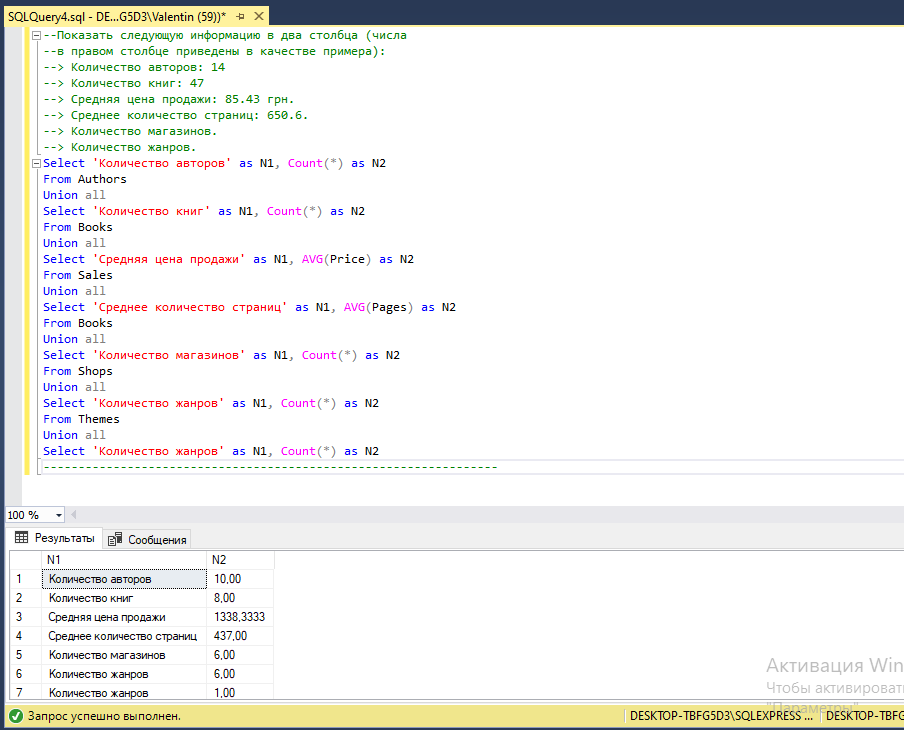 SQLQuery4.sql - DE...G5D3\Valentin (59))*
--Показать следующую информацию в два столбца (числа
--в правом столбце приведены в качестве примера):
--> Количество авторов: 14
--> Количество книг: 47
--> Средняя цена продажи: 85.43 грн.
--> Среднее количество страниц: 650.6.
--> Количество магазинов.
--> Количество жанров.
Select 'Количество авторов' as N1, Count(*) as N2
From Authors
Union all
Select 'Количество книг' as N1, Count(*) as N2
From Books
Union all
Select 'Средняя цена продажи' as N1, AVG(Price) as N2
From Sales
Union all
Select 'Среднее количество страниц' as N1, AVG(Pages) as N2
From Books
Union all
Select 'Количество магазинов' as N1, Count(*) as N2
From Shops
Union all
Select 'Количество жанров' as N1, Count(*) as N2
From Themes
Union all
Select 'Количество жанров' as N1, Count(*) as N2
-----------------------------------------------------------------
100 %
Результаты Сообщения
N1 N2
1 Количество авторов 10,00
2 Количество книг 8,00
3 Средняя цена продажи 1338,3333
4 Среднее количество страниц 437,00
5 Количество магазинов 6,00
6 Количество жанров 6,00
7 Количество жанров 1,00
Активация Win
Чтобы активироват
"Параметры"
Запрос успешно выполнен. DESKTOP-TBFG5D3\SQLEXPRESS ... DESKTOP-TBFG